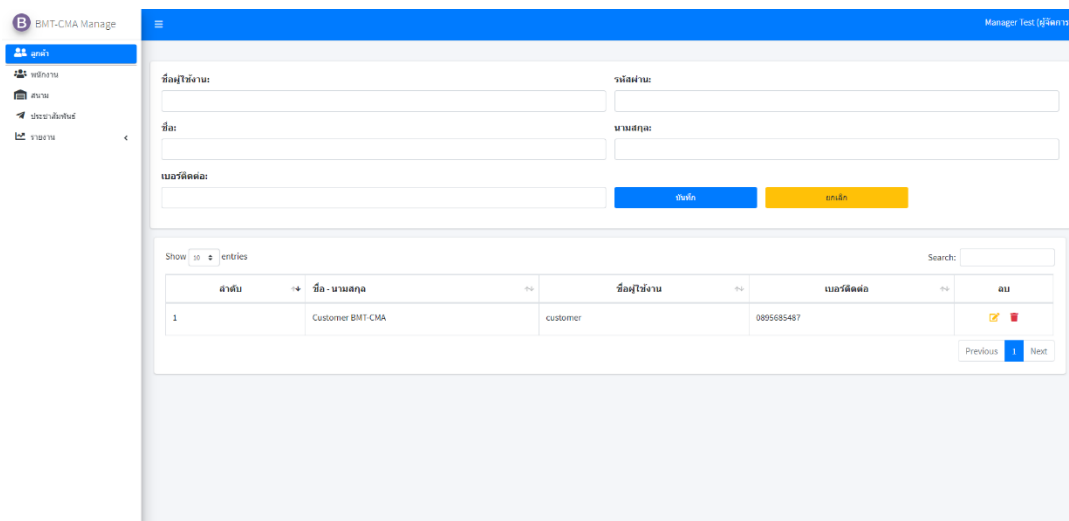 B BMT-CMA Manage
Manager Test (ผู้จัดการ
ลูกค้า
พนักงาน
สนาม
ประชาสัมพันธ์
รายงาน
ชื่อผู้ใช้งาน: รหัสผ่าน:
ชื่อ: นามสกุล:
เบอร์ติดต่อ:
บันทึก ยกเลิก
Show 10 entries Search:
ลำดับ ชื่อ - นามสกุล ชื่อผู้ใช้งาน เบอร์ติดต่อ ลบ
1 Customer BMT-CMA customer 0895685487
Previous 1 Next